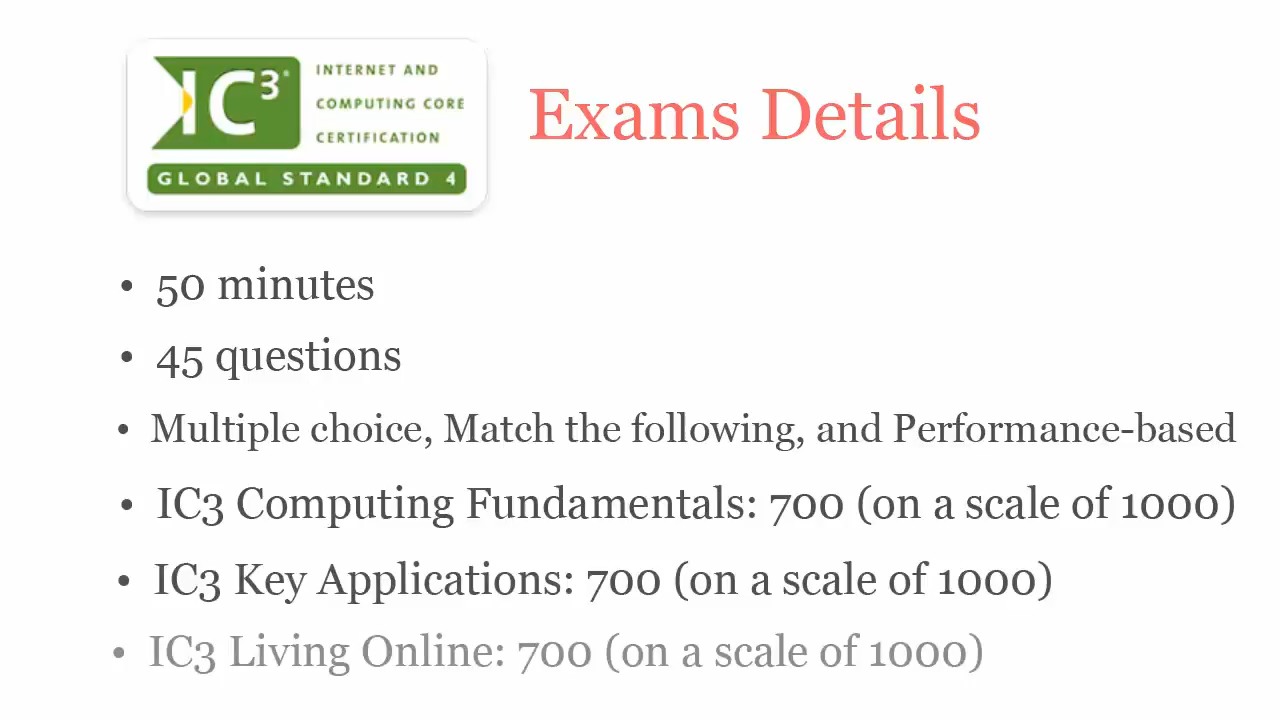 IC3®
INTERNET AND
COMPUTING CORE
CERTIFICATION
GLOBAL STANDARD 4
Exams Details
• 50 minutes
• 45 questions
• Multiple choice, Match the following, and Performance-based
• IC3 Computing Fundamentals: 700 (on a scale of 1000)
• IC3 Key Applications: 700 (on a scale of 1000)
• IC3 Living Online: 700 (on a scale of 1000)